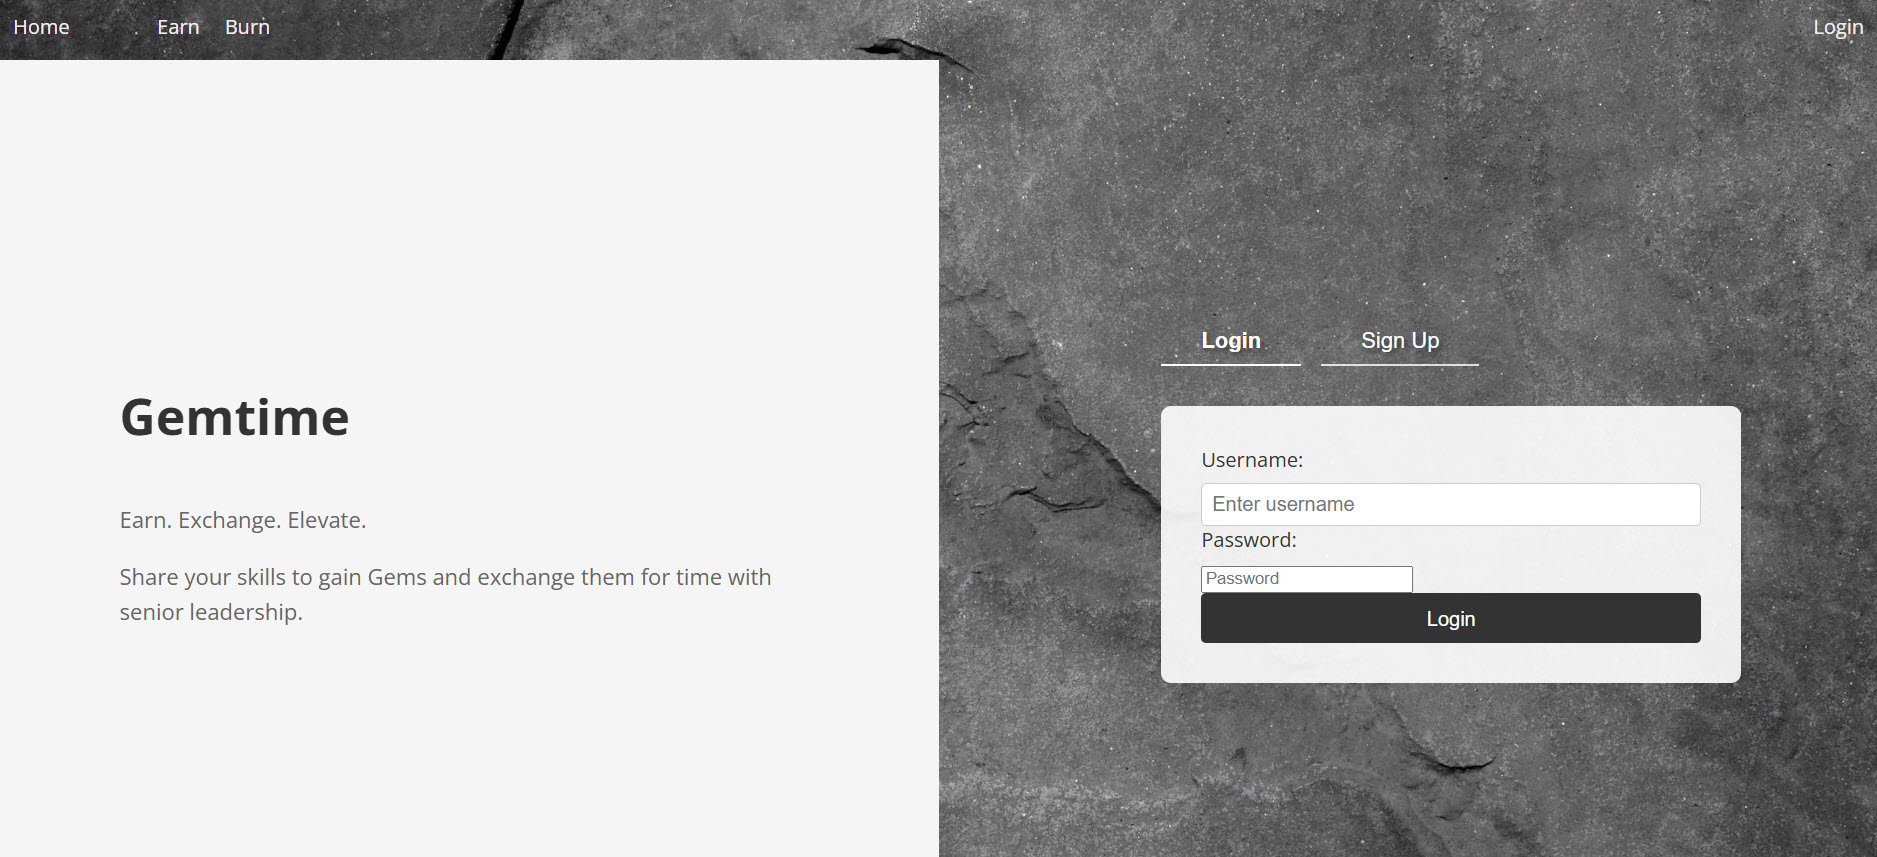 Home Earn Burn Login
Login Sign Up
Gemtime
Earn. Exchange. Elevate.
Share your skills to gain Gems and exchange them for time with
senior leadership.
Username:
Enter username
Password:
Password
Login